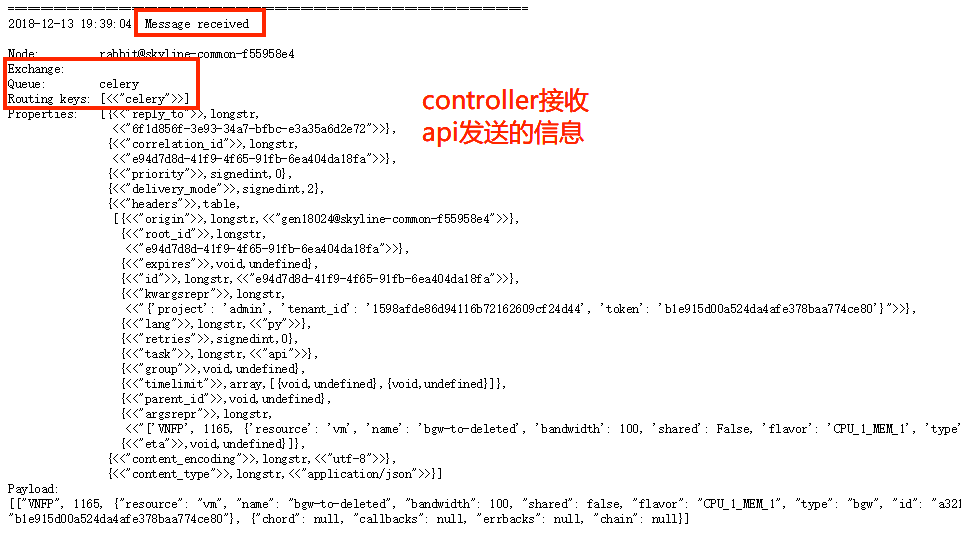 ================================================================================
2018-12-13 19:39:04 Message received
Node: rabbit@skyline-common-f55958e4
Exchange:
Queue: celery
Routing keys: [<<"celery">>]
Properties: [{<<"reply_to">>,longstr,
<<"6f1d856f-3e93-34a7-bfbc-e3a35a6d2e72">>},
{<<"correlation_id">>,longstr,
<<"e94d7d8d-41f9-4f65-91fb-6ea404da18fa">>},
{<<"priority">>,signedint,0},
{<<"delivery_mode">>,signedint,2},
{<<"headers">>,table,
[{<<"origin">>,longstr,<<"gen18024@skyline-common-f55958e4">>},
{<<"root_id">>,longstr,
<<"e94d7d8d-41f9-4f65-91fb-6ea404da18fa">>},
{<<"expires">>,void,undefined},
{<<"id">>,longstr,<<"e94d7d8d-41f9-4f65-91fb-6ea404da18fa">>},
{<<"kwargsrepr">>,longstr,
<<"{'project': 'admin', 'tenant_id': '1598afde86d94116b72162609cf24d44', 'token': 'b1e915d00a524da4afe378baa774ce80'}">>},
{<<"lang">>,longstr,<<"py">>},
{<<"retries">>,signedint,0},
{<<"task">>,longstr,<<"api">>},
{<<"group">>,void,undefined},
{<<"timelimit">>,array,[{void,undefined},{void,undefined}]},
{<<"parent_id">>,void,undefined},
{<<"argsrepr">>,longstr,
<<"['VNFP', 1165, {'resource': 'vm', 'name': 'bgw-to-deleted', 'bandwidth': 100, 'shared': False, 'flavor': 'CPU_1_MEM_1', 'type'
{<<"eta">>,void,undefined}]},
{<<"content_encoding">>,longstr,<<"utf-8">>},
{<<"content_type">>,longstr,<<"application/json">>}]
Payload:
[["VNFP", 1165, {"resource": "vm", "name": "bgw-to-deleted", "bandwidth": 100, "shared": false, "flavor": "CPU_1_MEM_1", "type": "bgw", "id": "a321
"b1e915d00a524da4afe378baa774ce80"}, {"chord": null, "callbacks": null, "errbacks": null, "chain": null}]
controller接收
api发送的信息